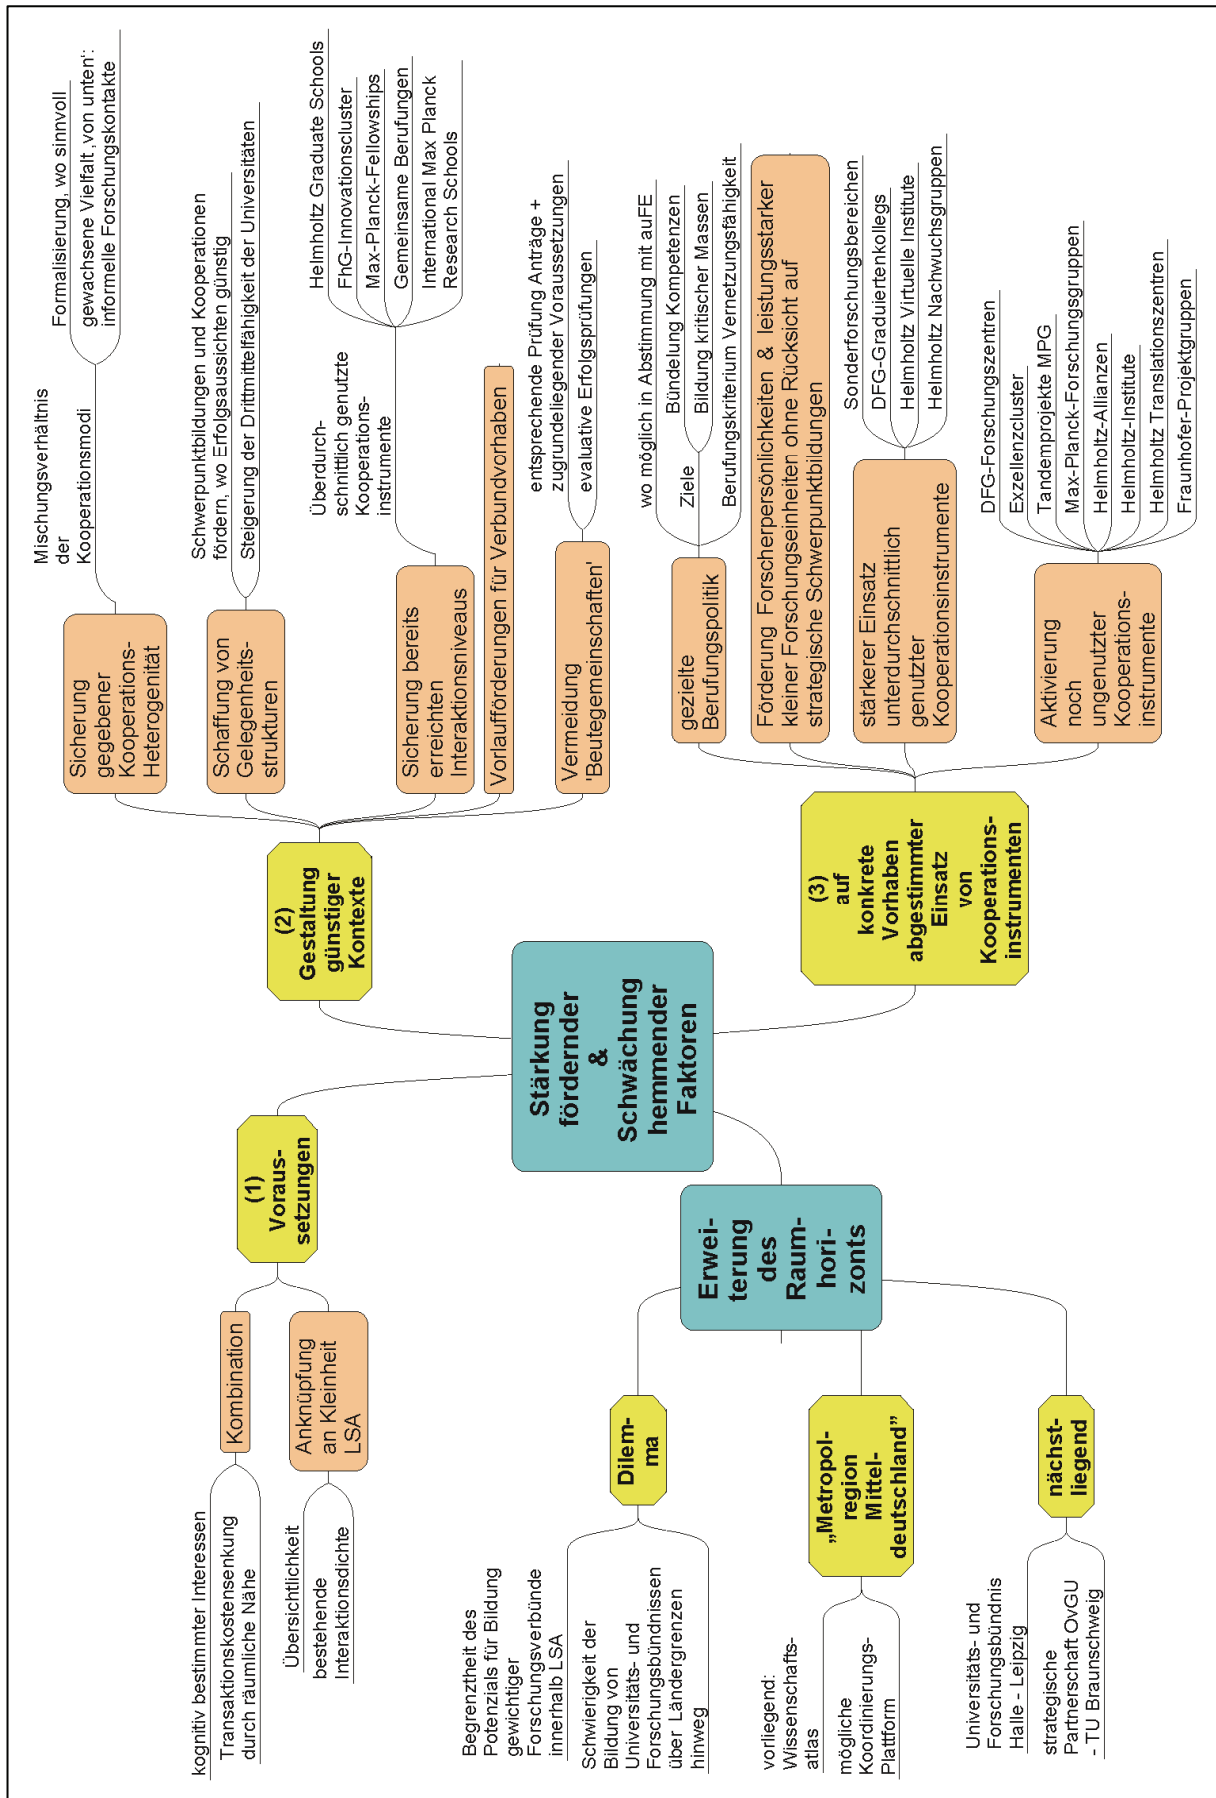 Stärkung
fördernder
&
Schwächung
hemmender
Faktoren
(1)
Voraus-
setzungen
Kombination
kognitiv bestimmter Interessen
Transaktionskostensenkung
durch räumliche Nähe
Anknüpfung
an Kleinheit
LSA
Übersichtlichkeit
bestehende
Interaktionsdichte
(2)
Gestaltung
günstiger
Kontexte
Sicherung
gegebener
Kooperations-
Heterogenität
Mischungsverhältnis
der
Kooperationsmodi
Formalisierung, wo sinnvoll
gewachsene Vielfalt ‚von unten‘:
informelle Forschungskontakte
Schaffung von
Gelegenheits-
strukturen
Schwerpunktbildungen und Kooperationen
fördern, wo Erfolgsaussichten günstig
Steigerung der Drittmittelfähigkeit der Universitäten
Sicherung bereits
erreichten
Interaktionsniveaus
Überdurch-
schnittlich genutzte
Kooperations-
instrumente
Helmholtz Graduate Schools
FhG-Innovationscluster
Max-Planck-Fellowships
Gemeinsame Berufungen
International Max Planck
Research Schools
Vorlaufförderungen für Verbundvorhaben
Vermeidung
'Beutegemeinschaften'
entsprechende Prüfung Anträge +
zugrundeliegender Voraussetzungen
evaluative Erfolgsprüfungen
(3)
auf
konkrete
Vorhaben
abgestimmter
Einsatz
von
Kooperations-
instrumenten
gezielte
Berufungspolitik
wo möglich in Abstimmung mit auFE
Ziele
Bündelung Kompetenzen
Bildung kritischer Massen
Berufungskriterium Vernetzungsfähigkeit
Förderung Forscherpersönlichkeiten & leistungsstarker
kleiner Forschungseinheiten ohne Rücksicht auf
strategische Schwerpunktbildungen
stärkerer Einsatz
unterdurchschnittlich
genutzter
Kooperationsinstrumente
Sonderforschungsbereichen
DFG-Graduiertenkollegs
Helmholtz Virtuelle Institute
Helmholtz Nachwuchsgruppen
Aktivierung
noch
ungenutzter
Kooperations-
instrumente
DFG-Forschungszentren
Exzellenzcluster
Tandemprojekte MPG
Max-Planck-Forschungsgruppen
Helmholtz-Allianzen
Helmholtz-Institute
Helmholtz Translationszentren
Fraunhofer-Projektgruppen
Erwei-
terung
des
Raum-
hori-
zonts
Dilem-
ma
Begrenztheit des
Potenzials für Bildung
gewichtiger
Forschungsverbünde
innerhalb LSA
Schwierigkeit der
Bildung von
Universitäts- und
Forschungsbündnissen
über Ländergrenzen
hinweg
„Metropol-
region
Mittel-
deutschland”
vorliegend:
Wissenschafts-
atlas
mögliche
Koordinierungs-
Plattform
nächst-
liegend
Universitäts- und
Forschungsbündnis
Halle - Leipzig
strategische
Partnerschaft OvGU
- TU Braunschweig